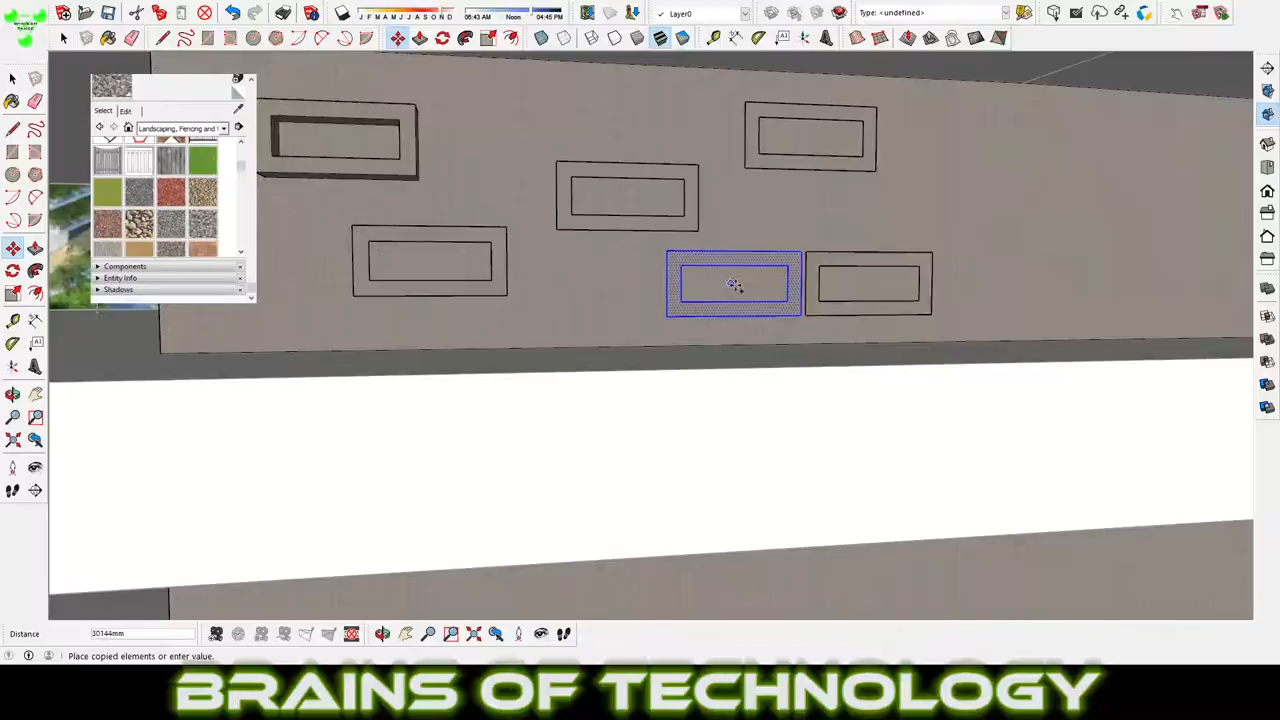 J F M A M J J A S O N D
06:43 AM Noon 04:45 PM
Layer0
Type: <undefined>
Select Edit
Landscaping, Fencing and
Components
Entity Info
Shadows
Distance
30144mm
Place copied elements or enter value.
BRAINS OF TECHNOLOGY